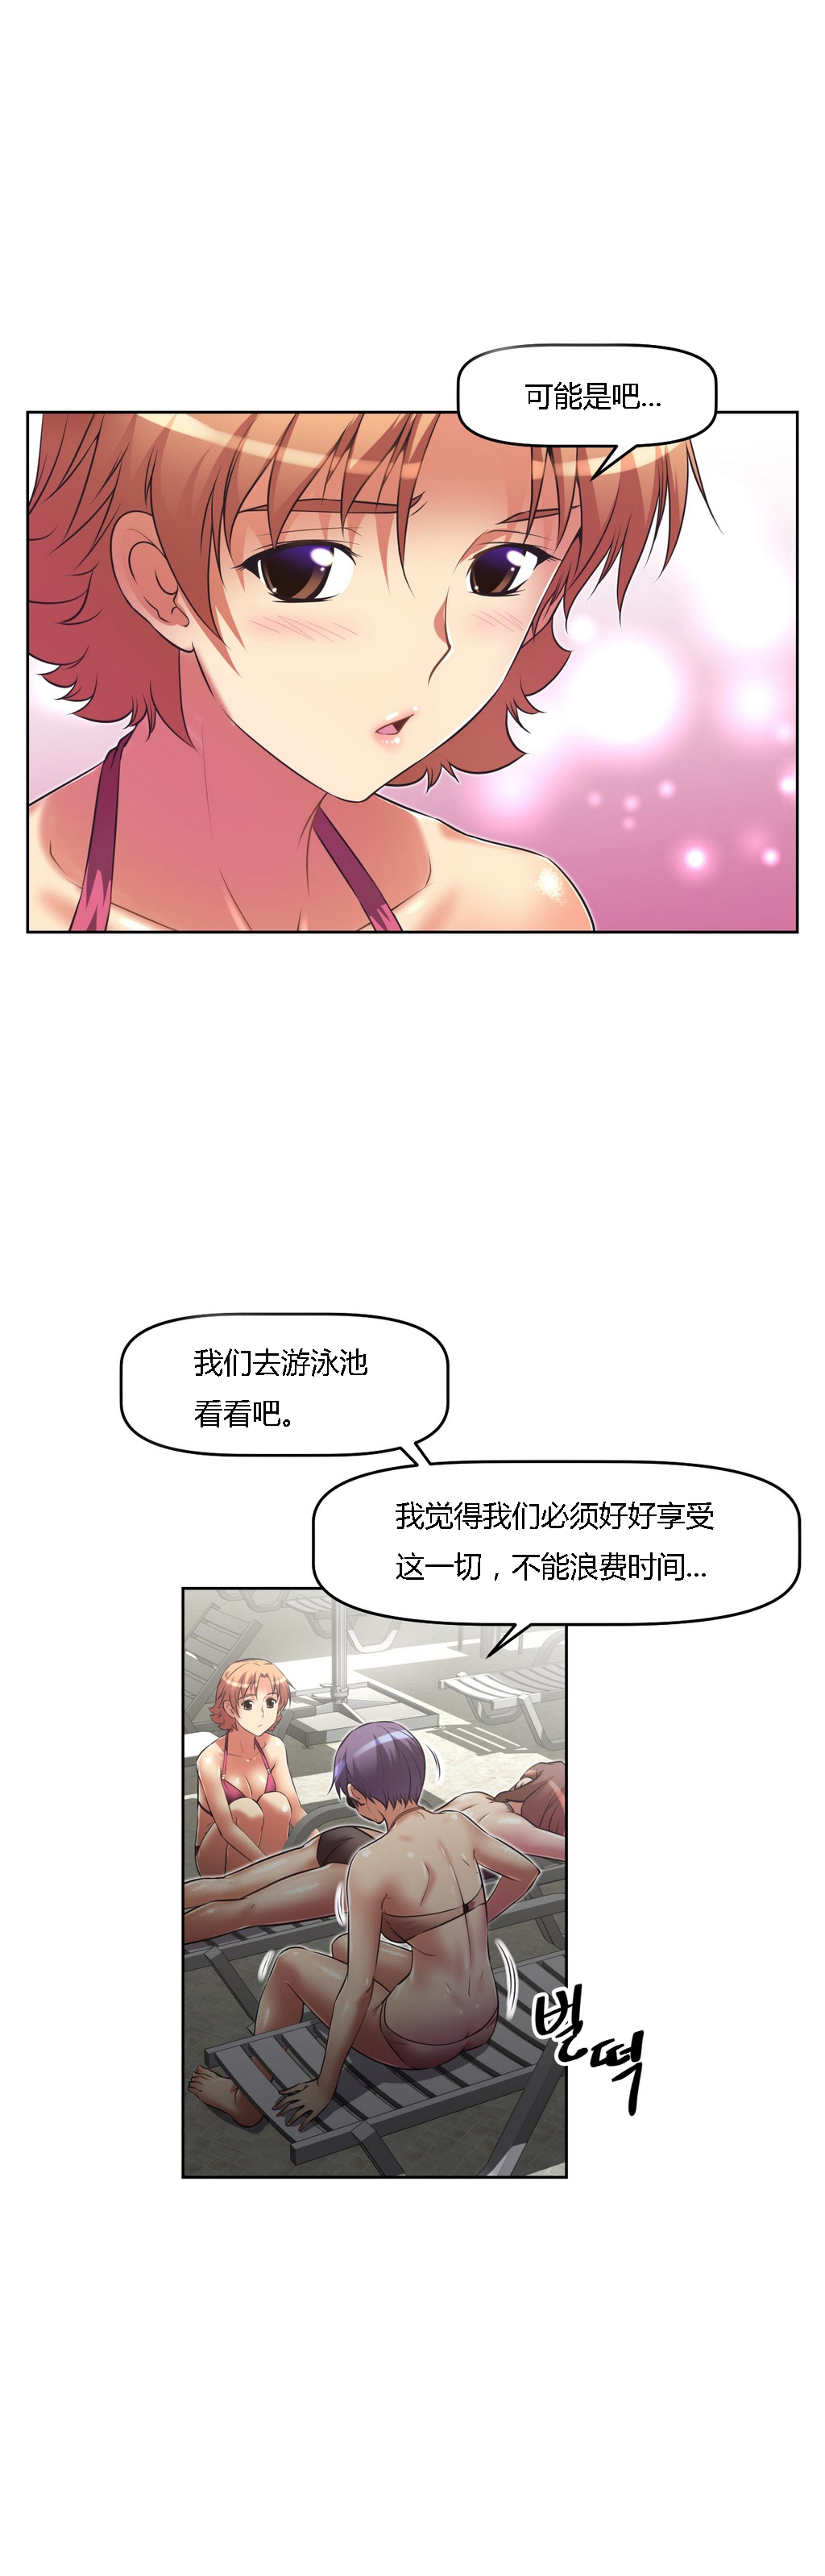 可能是吧...
我们去游泳池
看看吧。
我觉得我们必须好好享受
这一切，不能浪费时间...
벌떡